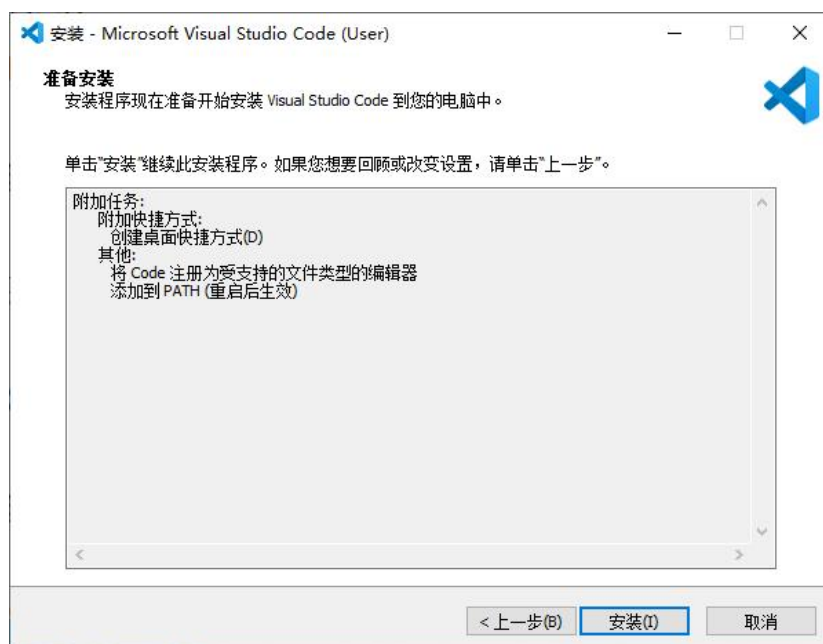 安装 - Microsoft Visual Studio Code (User)
准备安装
安装程序现在准备开始安装 Visual Studio Code 到您的电脑中。
单击“安装”继续此安装程序。如果您想要回顾或改变设置，请单击“上一步”。
附加任务:
附加快捷方式:
创建桌面快捷方式(D)
其他:
将 Code 注册为受支持的文件类型的编辑器
添加到 PATH (重启后生效)
< 上一步(B) 安装(I) 取消